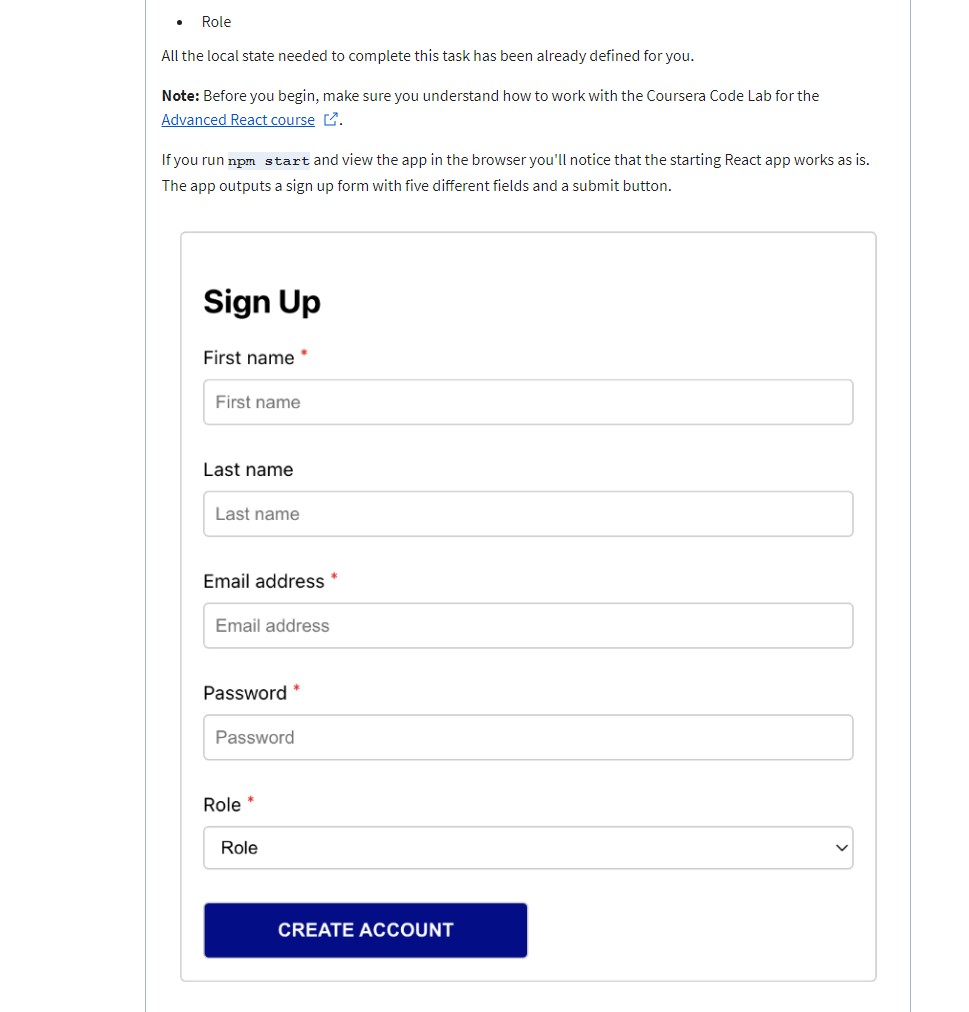 • Role
All the local state needed to complete this task has been already defined for you.
Note: Before you begin, make sure you understand how to work with the Coursera Code Lab for the
Advanced React course .
If you run npm start and view the app in the browser you'll notice that the starting React app works as is.
The app outputs a sign up form with five different fields and a submit button.
Sign Up
First name *
First name
Last name
Last name
Email address *
Email address
Password *
Password
Role *
Role
CREATE ACCOUNT